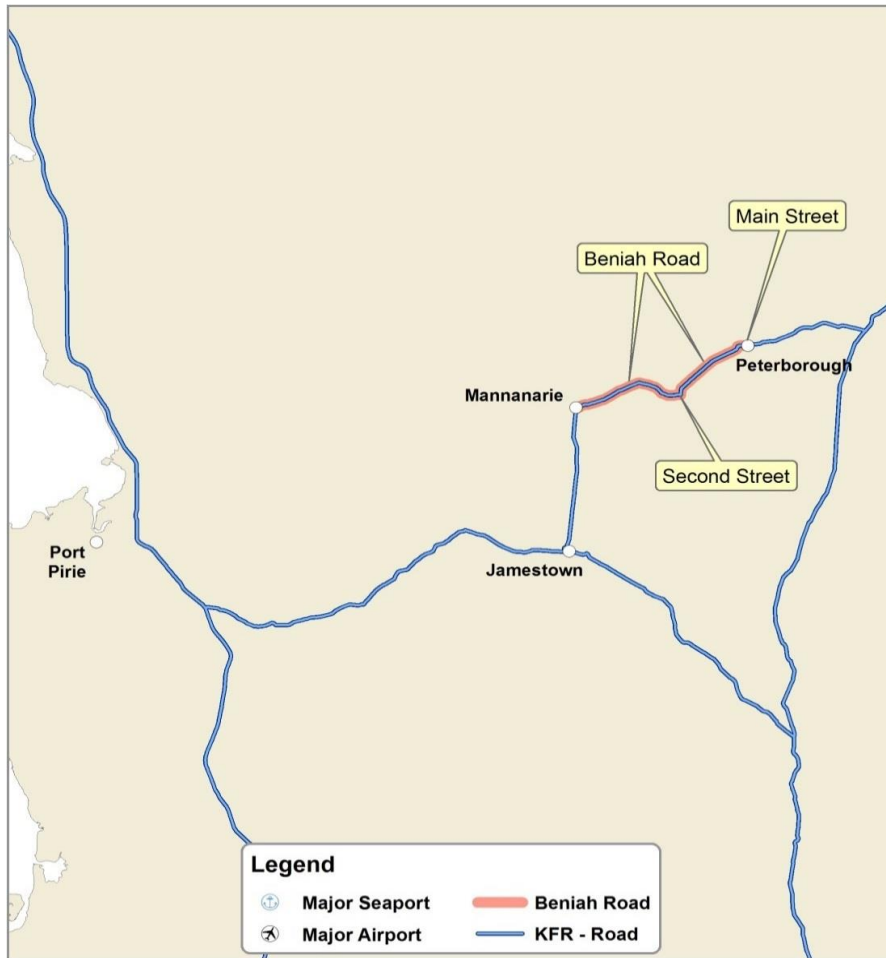 Main Street
Beniah Road
Peterborough
Mannanarie
Second Street
Port
Pirie
Jamestown
Legend
Major Seaport
Beniah Road
Major Airport
KFR - Road